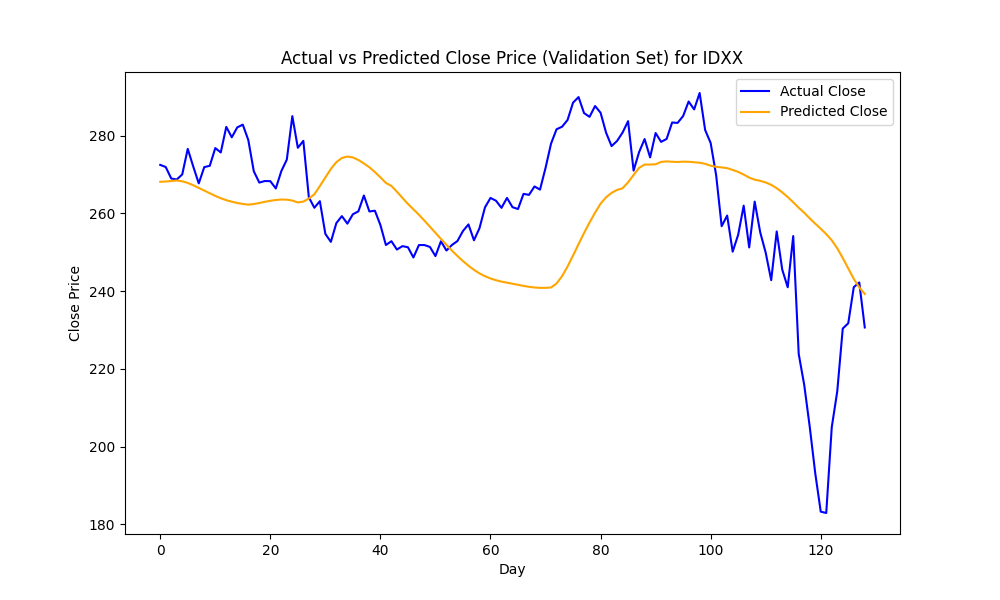 Actual vs Predicted Close Price (Validation Set) for IDXX
Actual Close
Predicted Close
Close Price
280
260
240
220
200
180
0 20 40 60 80 100 120
Day